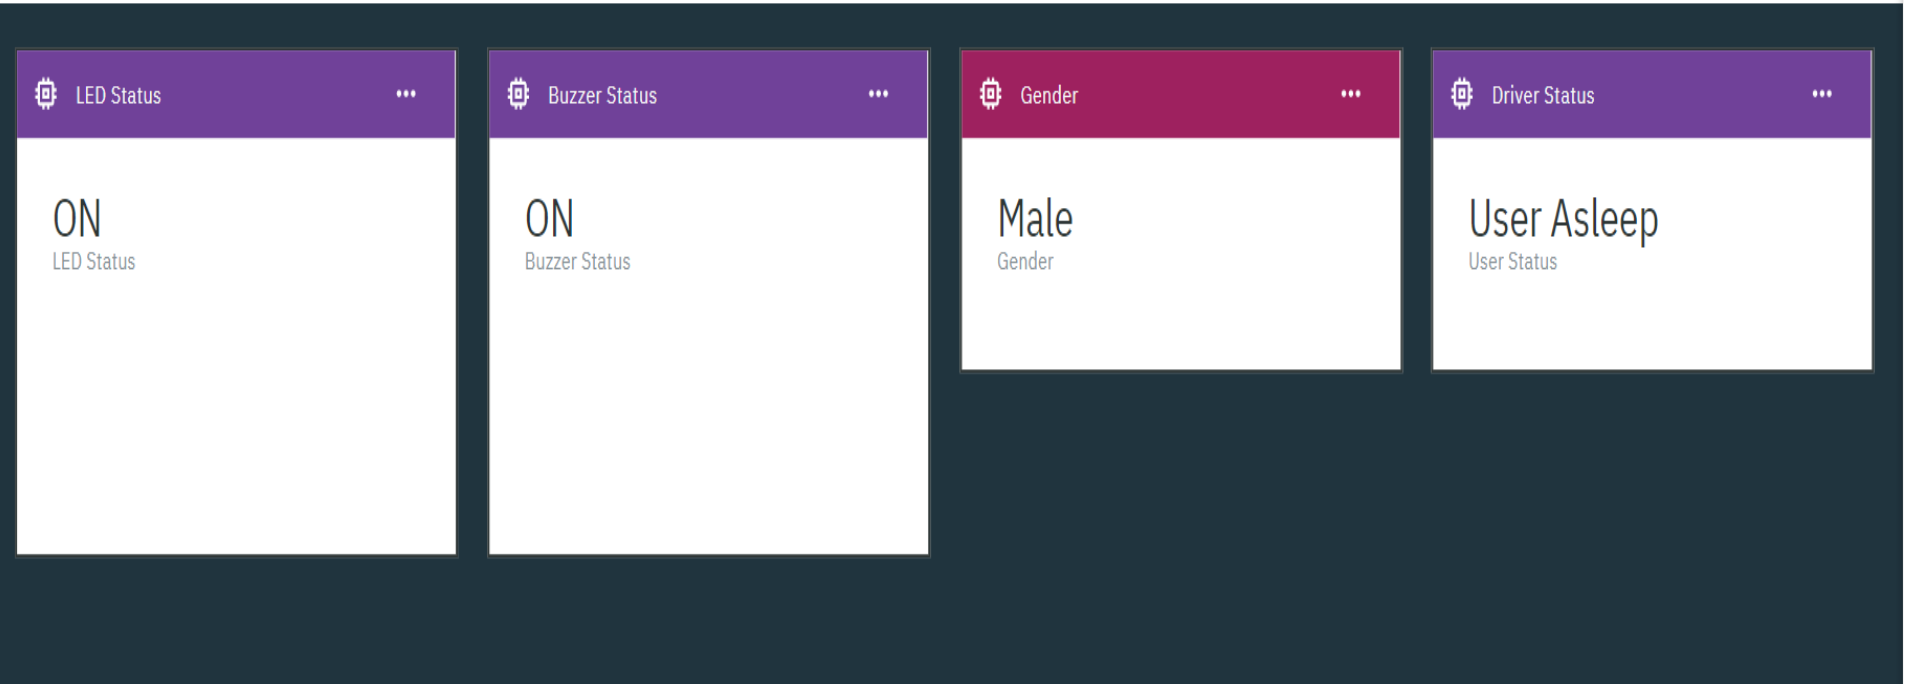 LED Status
ON
LED Status
Buzzer Status
ON
Buzzer Status
Gender
Male
Gender
Driver Status
User Asleep
User Status